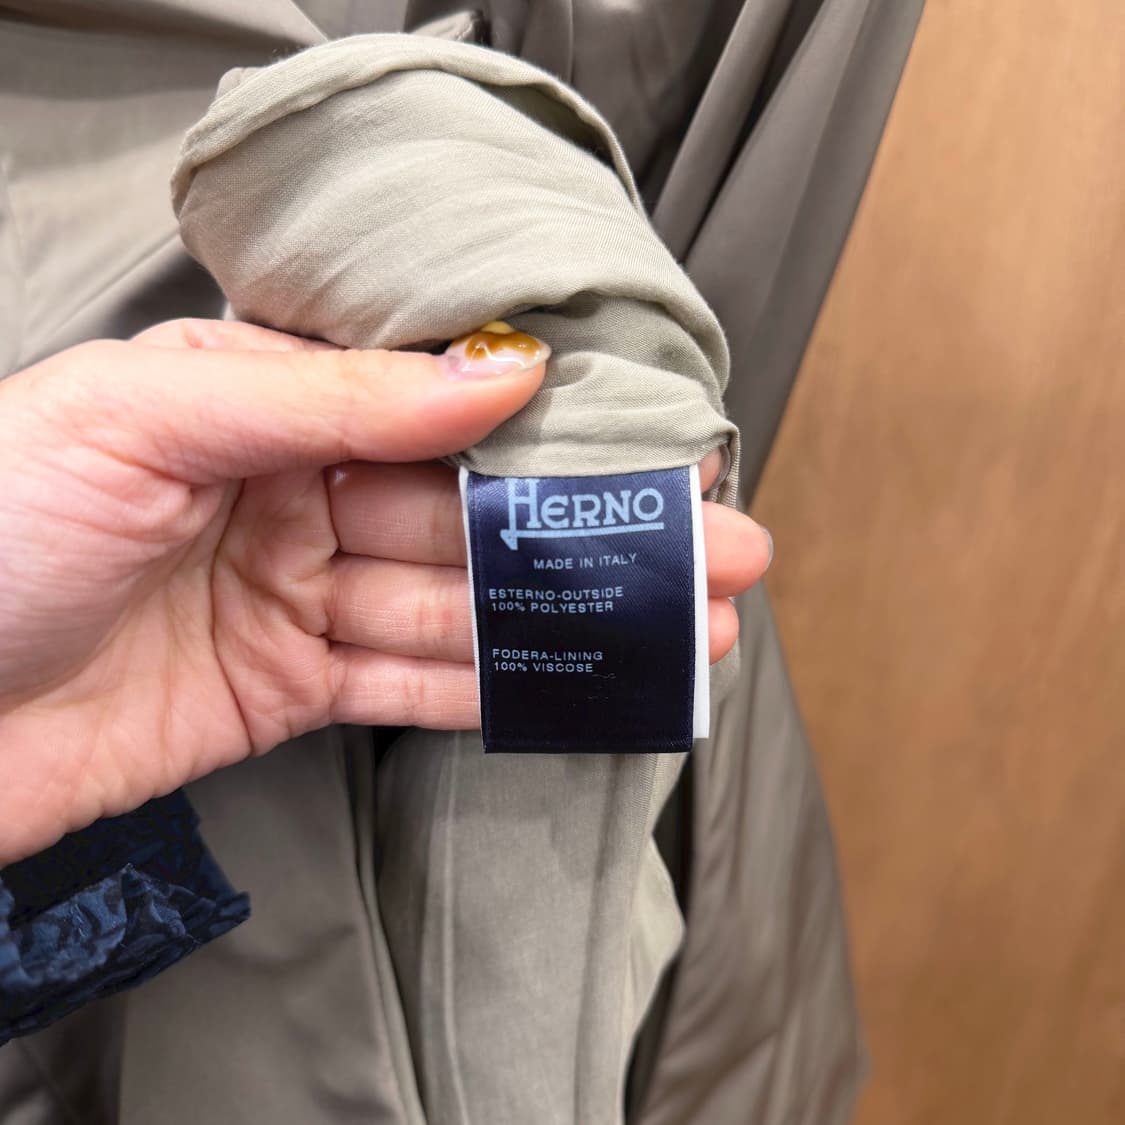 HERNO
MADE IN ITALY
ESTERNO-OUTSIDE
100% POLYESTER
FODERA-LINING
100% VISCOSE